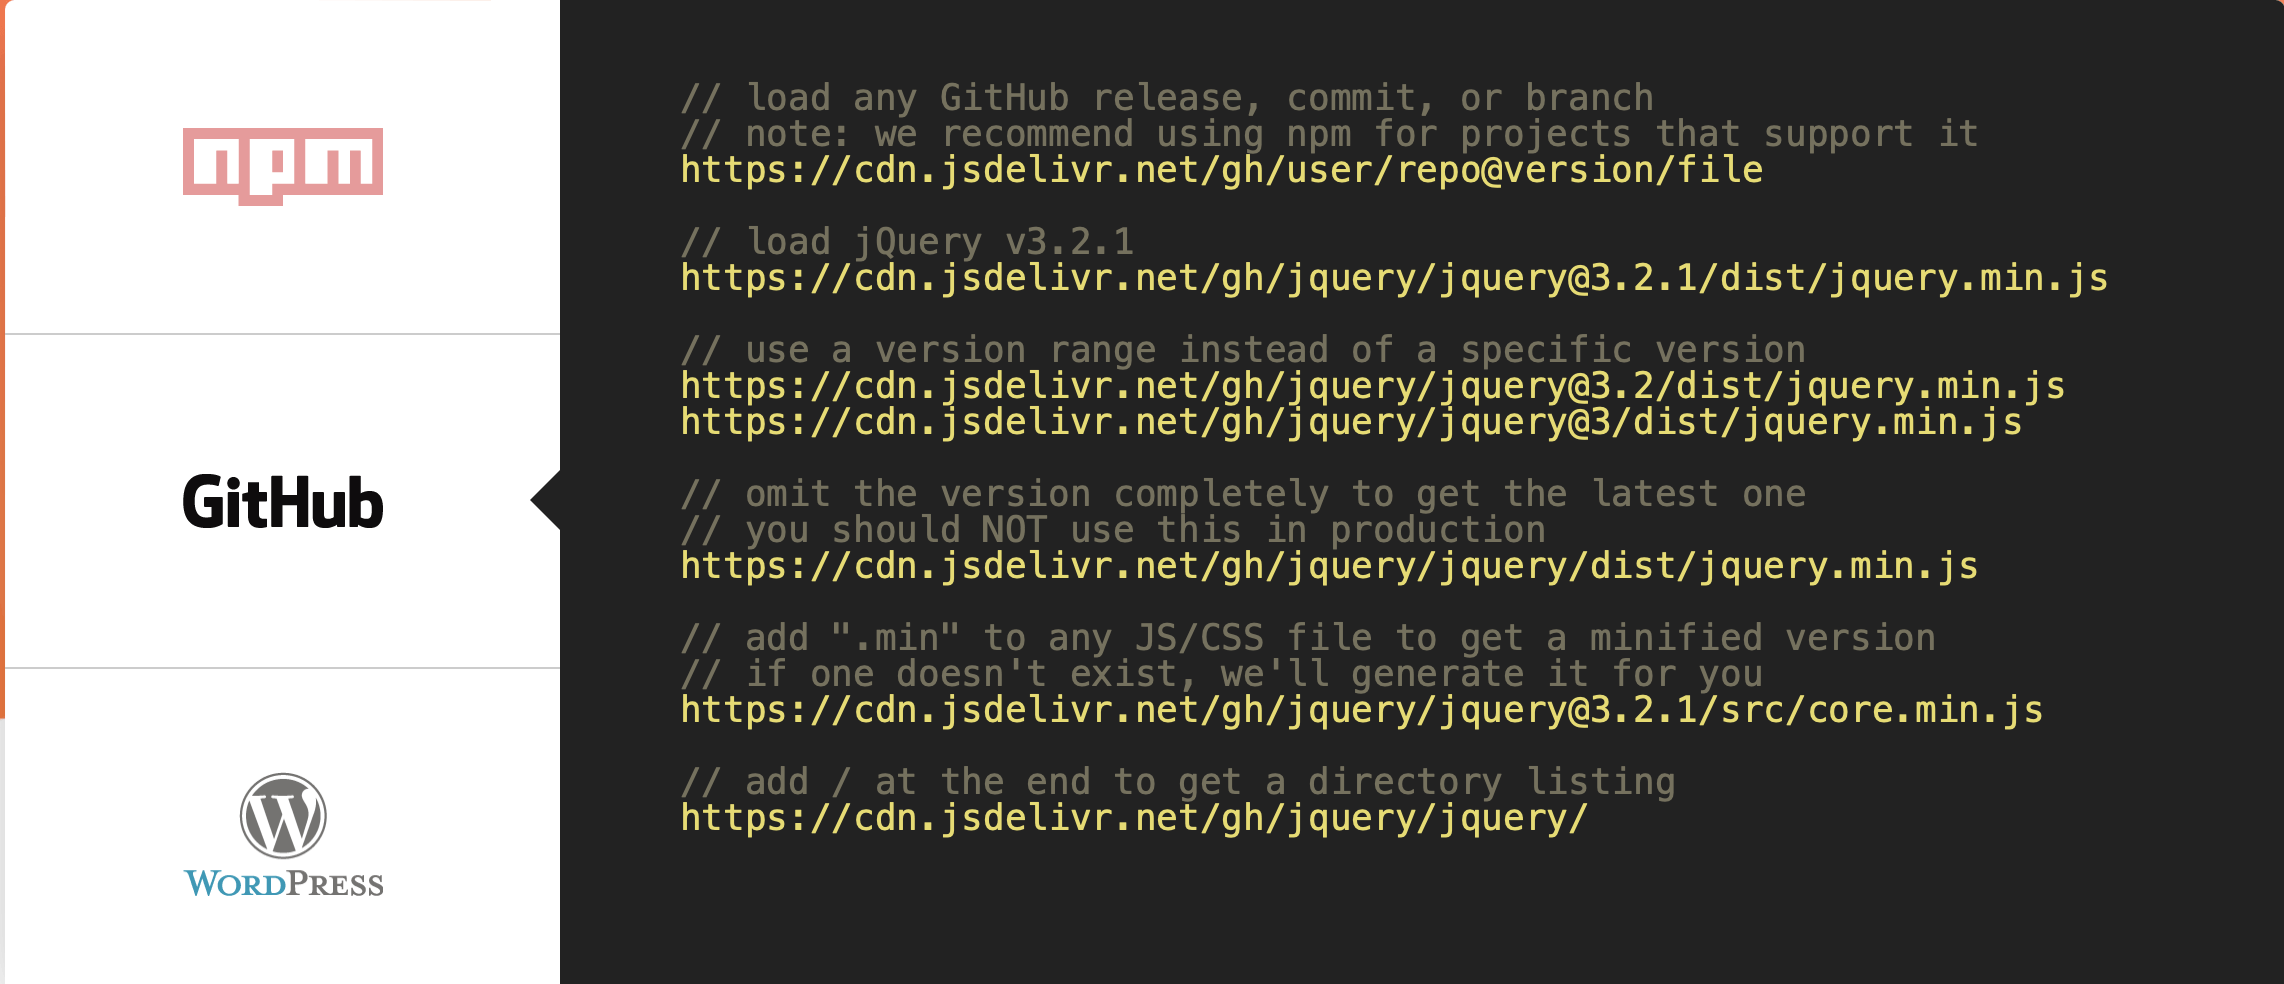 npm
GitHub
WORDPRESS
// load any GitHub release, commit, or branch
// note: we recommend using npm for projects that support it
https://cdn.jsdelivr.net/gh/user/repo@version/file
// load jQuery v3.2.1
https://cdn.jsdelivr.net/gh/jquery/jquery@3.2.1/dist/jquery.min.js
// use a version range instead of a specific version
https://cdn.jsdelivr.net/gh/jquery/jquery@3.2/dist/jquery.min.js
https://cdn.jsdelivr.net/gh/jquery/jquery@3/dist/jquery.min.js
// omit the version completely to get the latest one
// you should NOT use this in production
https://cdn.jsdelivr.net/gh/jquery/jquery/dist/jquery.min.js
// add ".min" to any JS/CSS file to get a minified version
// if one doesn't exist, we'll generate it for you
https://cdn.jsdelivr.net/gh/jquery/jquery@3.2.1/src/core.min.js
// add / at the end to get a directory listing
https://cdn.jsdelivr.net/gh/jquery/jquery/